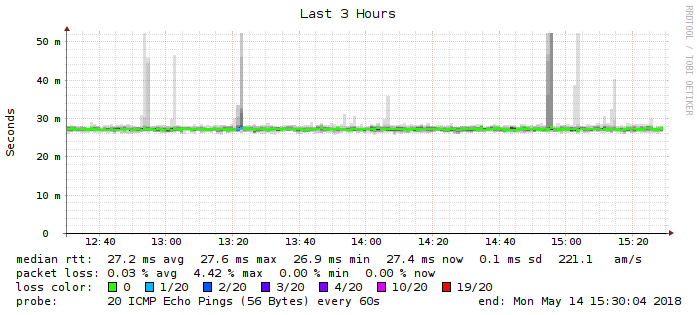 Last 3 Hours
RRDTOOL / TOBI OETIKER
Seconds
50 m
40 m
30 m
20 m
10 m
0
12:40 13:00 13:20 13:40 14:00 14:20 14:40 15:00 15:20
median rtt: 27.2 ms avg 27.6 ms max 26.9 ms min 27.4 ms now 0.1 ms sd 221.1 am/s
packet loss: 0.03 % avg 4.42 % max 0.00 % min 0.00 % now
loss color: 0 1/20 2/20 3/20 4/20 10/20 19/20
probe: 20 ICMP Echo Pings (56 Bytes) every 60s end: Mon May 14 15:30:04 2018